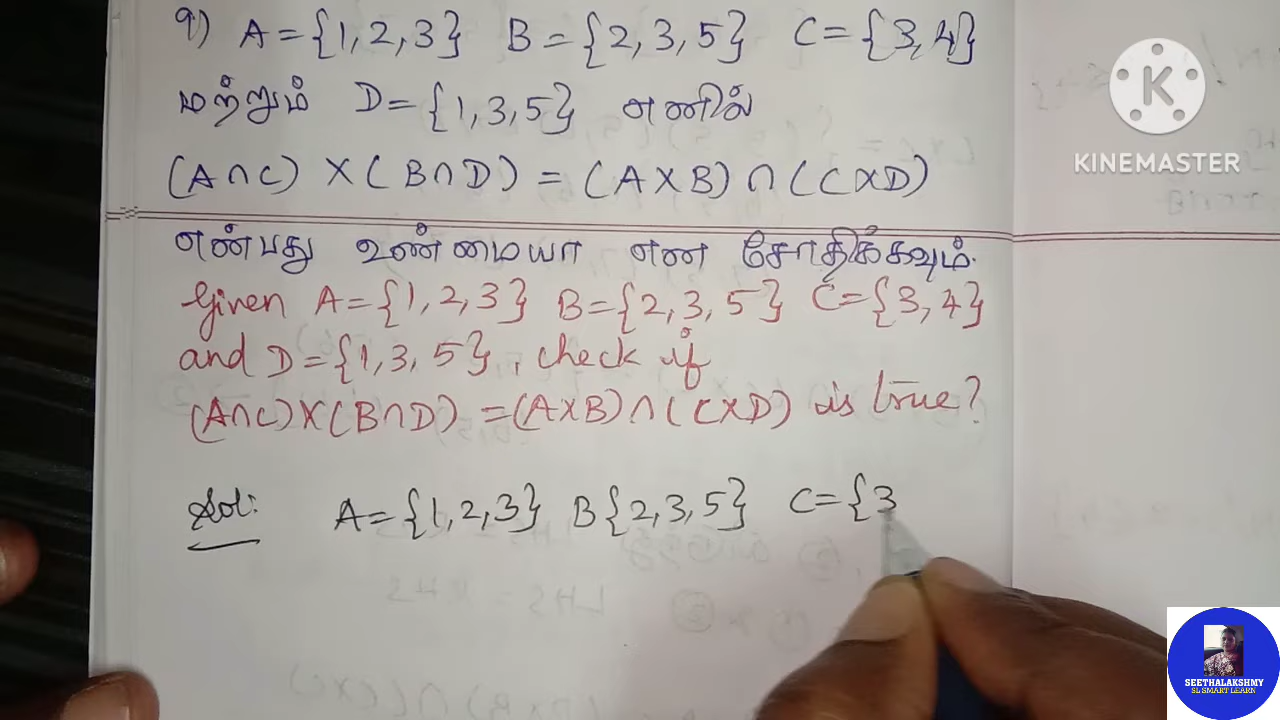 9) A = {1, 2, 3} B = {2, 3, 5} C = {3, 4}
மற்றும் D = {1, 3, 5} எனில்
(A ∩ C) X (B ∩ D) = (A X B) ∩ (C X D)
என்பது உண்மையா என சோதிக்கவும்.
Given A = {1, 2, 3} B = {2, 3, 5} C = {3, 4}
and D = {1, 3, 5}, check if
(A∩C) X (B∩D) = (A X B) ∩ (C X D) is true?
Sol: A = {1, 2, 3} B {2, 3, 5} C = {3
K
KINEMASTER
SEETHALAKSHMY
SL SMART LEARN